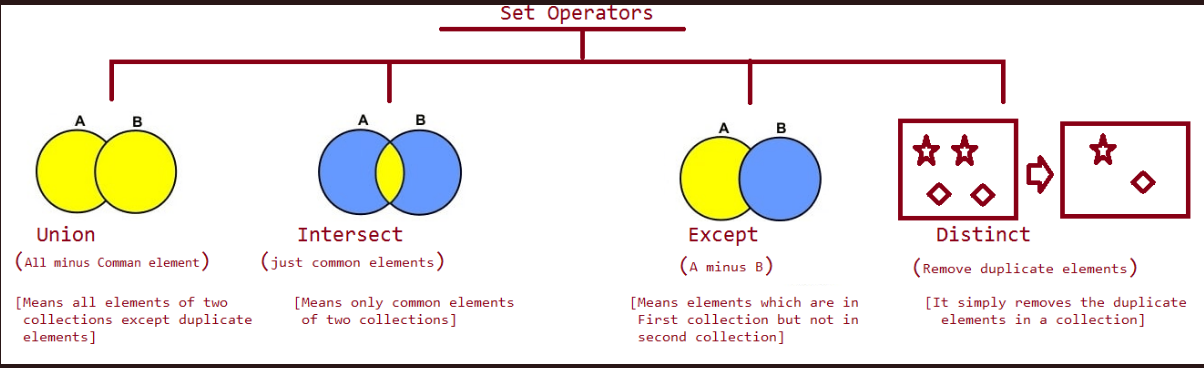 Set Operators
A B
A B
A B
Union
(All minus Comman element)
[Means all elements of two
collections except duplicate
elements]
Intersect
(just common elements)
[Means only common elements
of two collections]
Except
(A minus B)
[Means elements which are in
First collection but not in
second collection]
Distinct
(Remove duplicate elements)
[It simply removes the duplicate
elements in a collection]